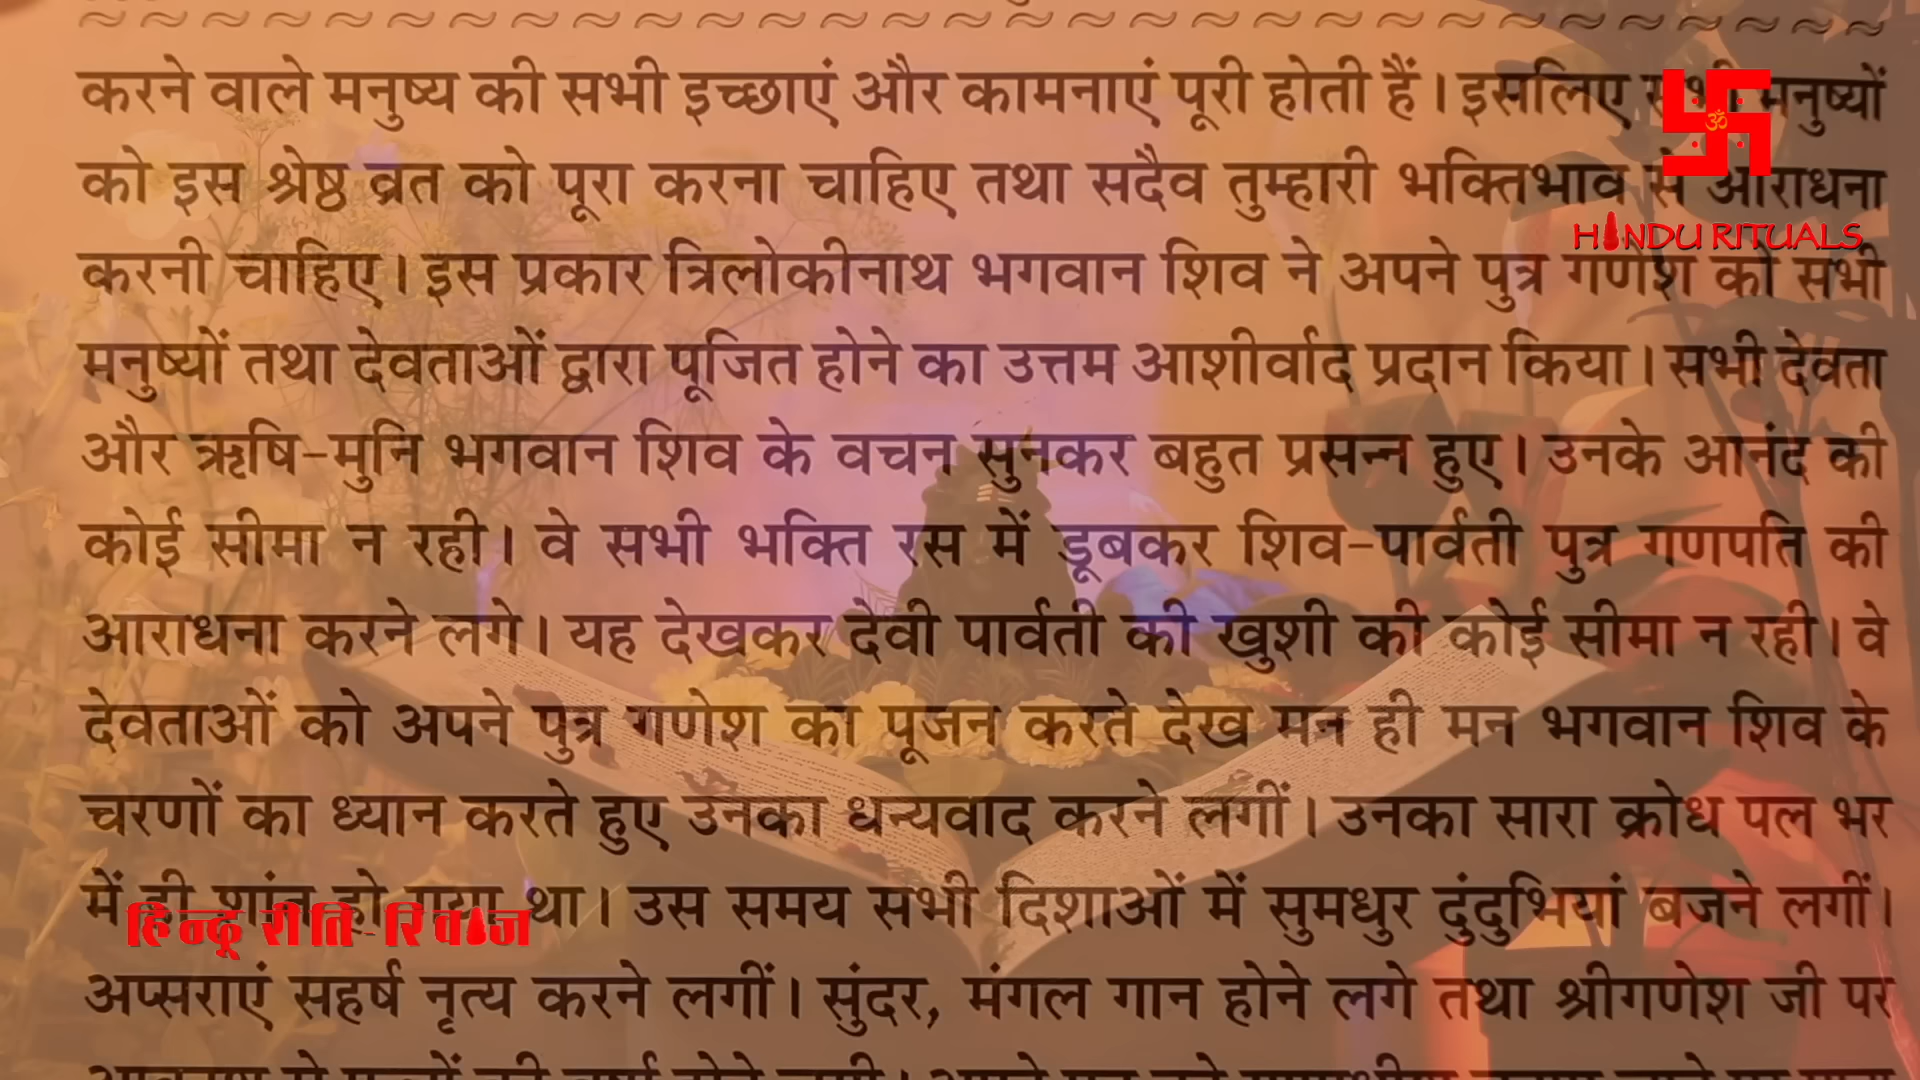 करने वाले मनुष्य की सभी इच्छाएं और कामनाएं पूरी होती हैं। इसलिए सभी मनुष्यों
को इस श्रेष्ठ व्रत को पूरा करना चाहिए तथा सदैव तुम्हारी भक्तिभाव से आराधना
करनी चाहिए। इस प्रकार त्रिलोकीनाथ भगवान शिव ने अपने पुत्र गणेश को सभी
मनुष्यों तथा देवताओं द्वारा पूजित होने का उत्तम आशीर्वाद प्रदान किया। सभी देवता
और ऋषि-मुनि भगवान शिव के वचन सुनकर बहुत प्रसन्न हुए। उनके आनंद की
कोई सीमा न रही। वे सभी भक्ति रस में डूबकर शिव-पार्वती पुत्र गणपति की
आराधना करने लगे। यह देखकर देवी पार्वती की खुशी की कोई सीमा न रही। वे
देवताओं को अपने पुत्र गणेश का पूजन करते देख मन ही मन भगवान शिव के
चरणों का ध्यान करते हुए उनका धन्यवाद करने लगीं। उनका सारा क्रोध पल भर
में ही शांत हो गया था। उस समय सभी दिशाओं में सुमधुर दुंदुभियां बजने लगीं।
अप्सराएं सहर्ष नृत्य करने लगीं। सुंदर, मंगल गान होने लगे तथा श्रीगणेश जी पर
ॐ
HINDU RITUALS
हिन्दू रीति-रिवाज